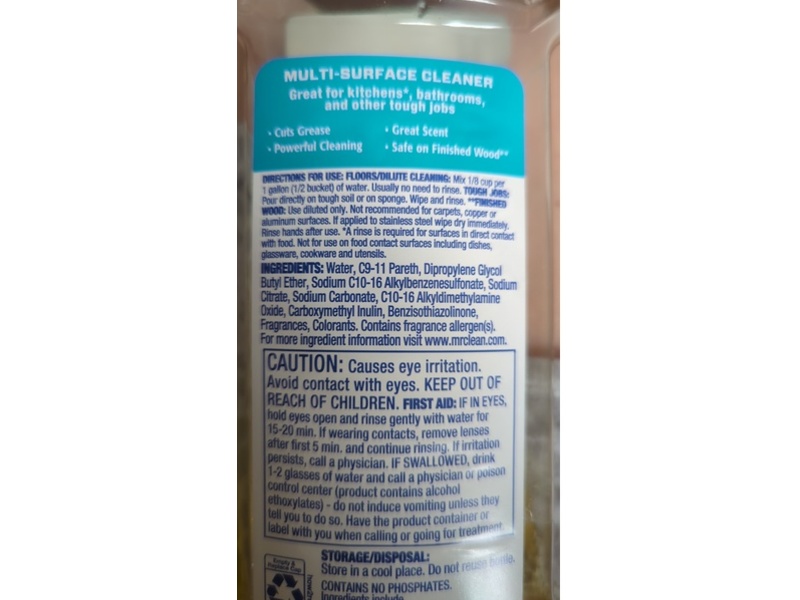 MULTI-SURFACE CLEANER
Great for kitchens*, bathrooms,
and other tough jobs
• Cuts Grease
• Great Scent
• Powerful Cleaning
• Safe on Finished Wood**
DIRECTIONS FOR USE: FLOORS/DILUTE CLEANING: Mix 1/8 cup per
1 gallon (1/2 bucket) of water. Usually no need to rinse. TOUGH JOBS:
Pour directly on tough soil or on sponge. Wipe and rinse. **FINISHED
WOOD: Use diluted only. Not recommended for carpets, copper or
aluminum surfaces. If applied to stainless steel wipe dry immediately.
Rinse hands after use. *A rinse is required for surfaces in direct contact
with food. Not for use on food contact surfaces including dishes,
glassware, cookware and utensils.
INGREDIENTS: Water, C9-11 Pareth, Dipropylene Glycol
Butyl Ether, Sodium C10-16 Alkylbenzenesulfonate, Sodium
Citrate, Sodium Carbonate, C10-16 Alkyldimethylamine
Oxide, Carboxymethyl Inulin, Benzisothiazolinone,
Fragrances, Colorants. Contains fragrance allergen(s).
For more ingredient information visit www.mrclean.com.
CAUTION: Causes eye irritation.
Avoid contact with eyes. KEEP OUT OF
REACH OF CHILDREN. FIRST AID: IF IN EYES,
hold eyes open and rinse gently with water for
15-20 min. If wearing contacts, remove lenses
after first 5 min. and continue rinsing. If irritation
persists, call a physician. IF SWALLOWED, drink
1-2 glasses of water and call a physician or poison
control center (product contains alcohol
ethoxylates) - do not induce vomiting unless they
tell you to do so. Have the product container or
label with you when calling or going for treatment.
STORAGE/DISPOSAL:
Store in a cool place. Do not reuse bottle.
CONTAINS NO PHOSPHATES.
Ingredients include
Empty &
Replace Cap